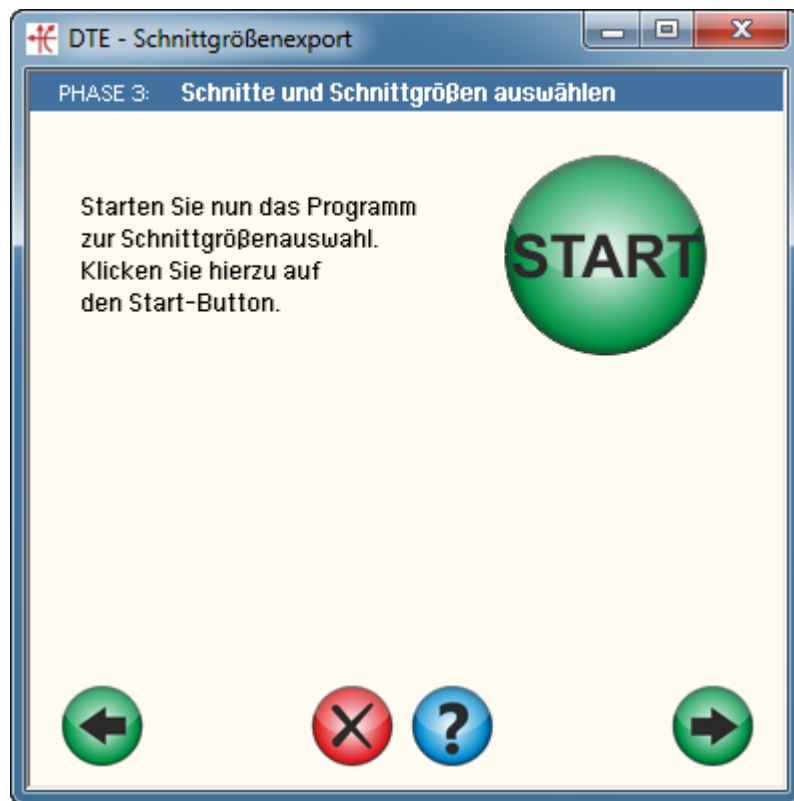 DTE - Schnittgrößenexport
PHASE 3: Schnitte und Schnittgrößen auswählen
Starten Sie nun das Programm
zur Schnittgrößenauswahl.
Klicken Sie hierzu auf
den Start-Button.
START
?